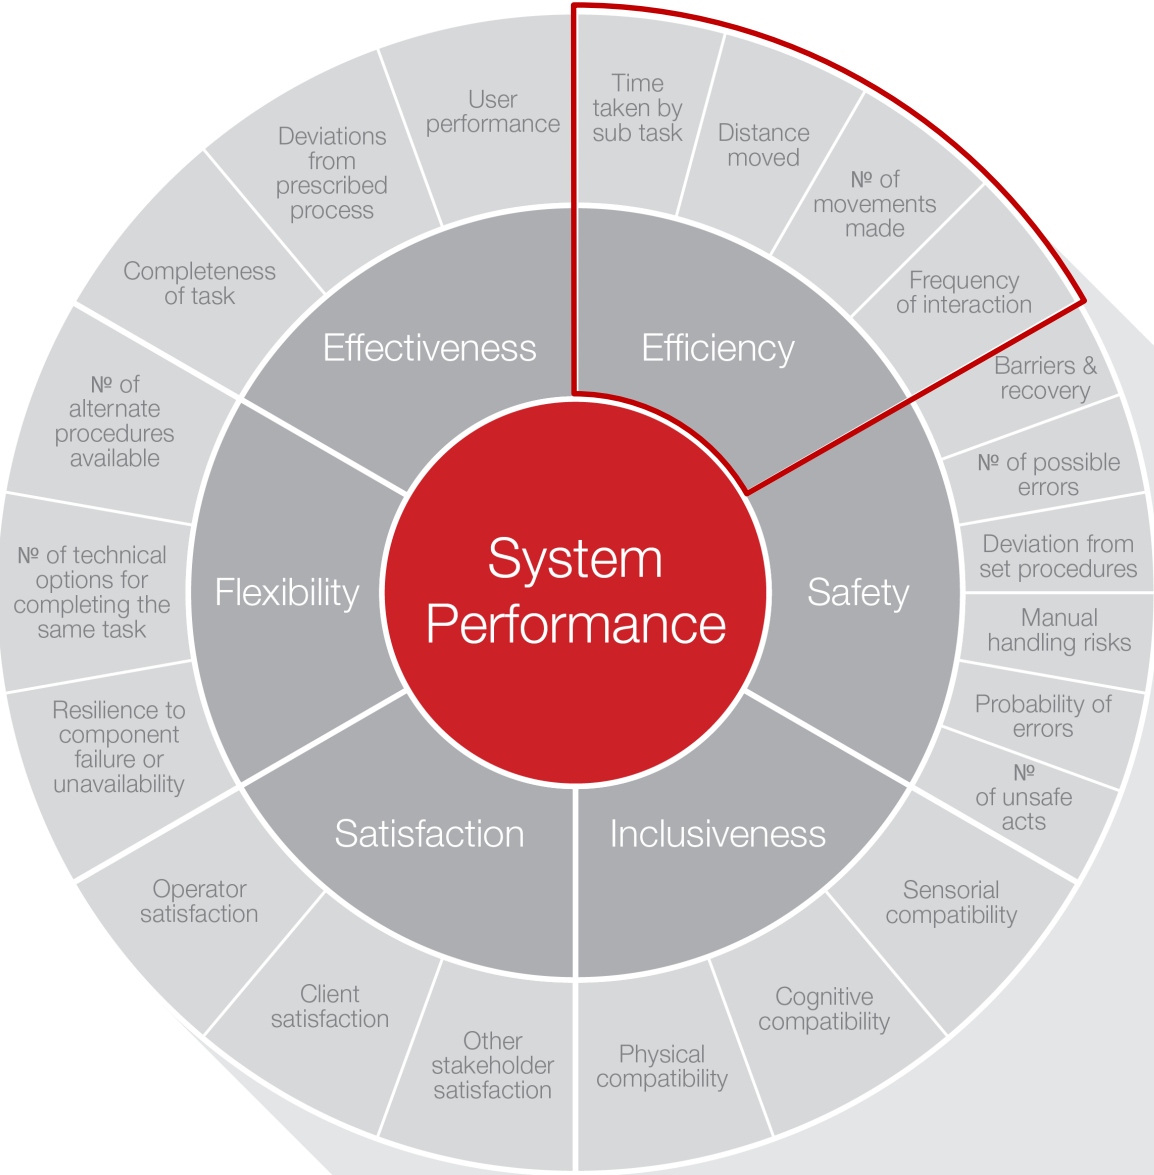 System
Performance
Effectiveness
Efficiency
Safety
Inclusiveness
Satisfaction
Flexibility
User
performance
Time
taken by
sub task
Distance
moved
№ of
movements
made
Frequency
of interaction
Barriers &
recovery
№ of possible
errors
Deviation from
set procedures
Manual
handling risks
Probability of
errors
№
of unsafe
acts
Sensorial
compatibility
Cognitive
compatibility
Physical
compatibility
Other
stakeholder
satisfaction
Client
satisfaction
Operator
satisfaction
Resilience to
component
failure or
unavailability
№ of technical
options for
completing the
same task
№ of
alternate
procedures
available
Completeness
of task
Deviations
from
prescribed
process